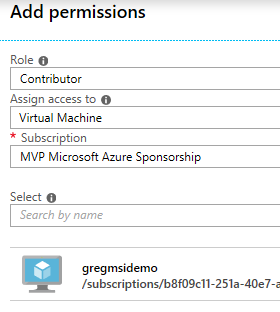 Add permissions
Role
Contributor
Assign access to
Virtual Machine
* Subscription
MVP Microsoft Azure Sponsorship
Select
Search by name
gregmsidemo
/subscriptions/b8f09c11-251a-40e7-a